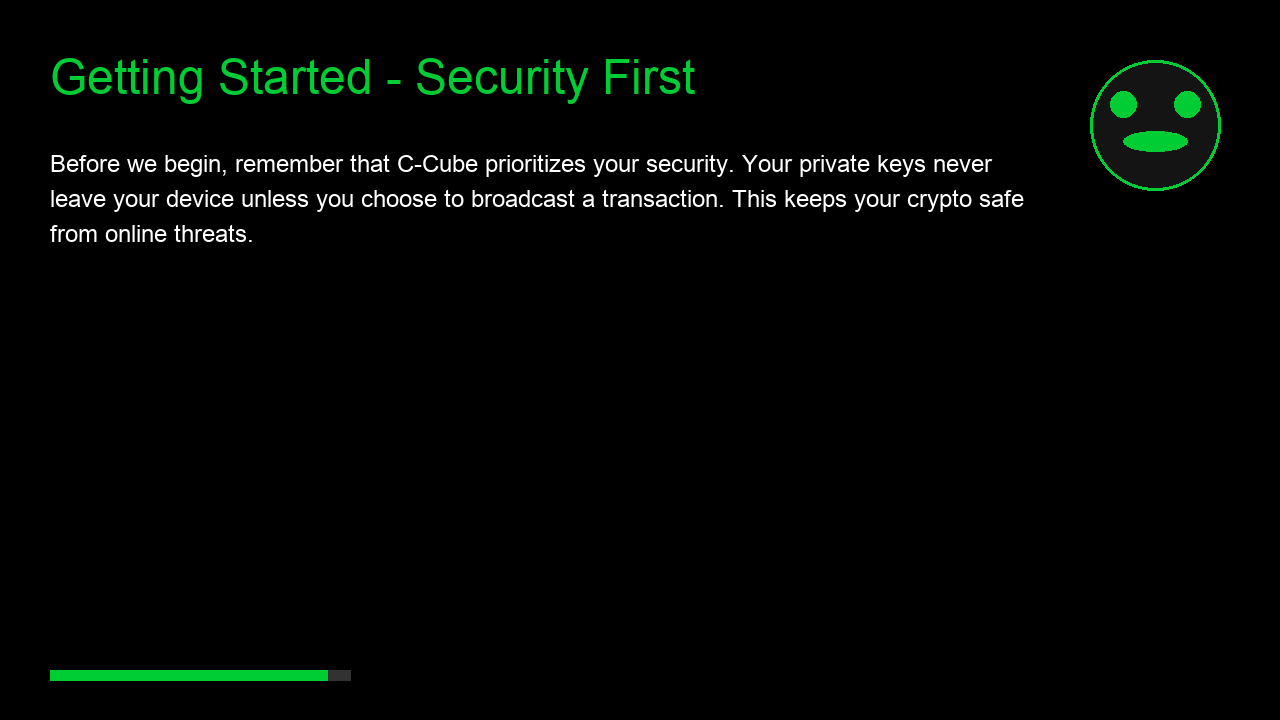 Getting Started - Security First
Before we begin, remember that C-Cube prioritizes your security. Your private keys never
leave your device unless you choose to broadcast a transaction. This keeps your crypto safe
from online threats.